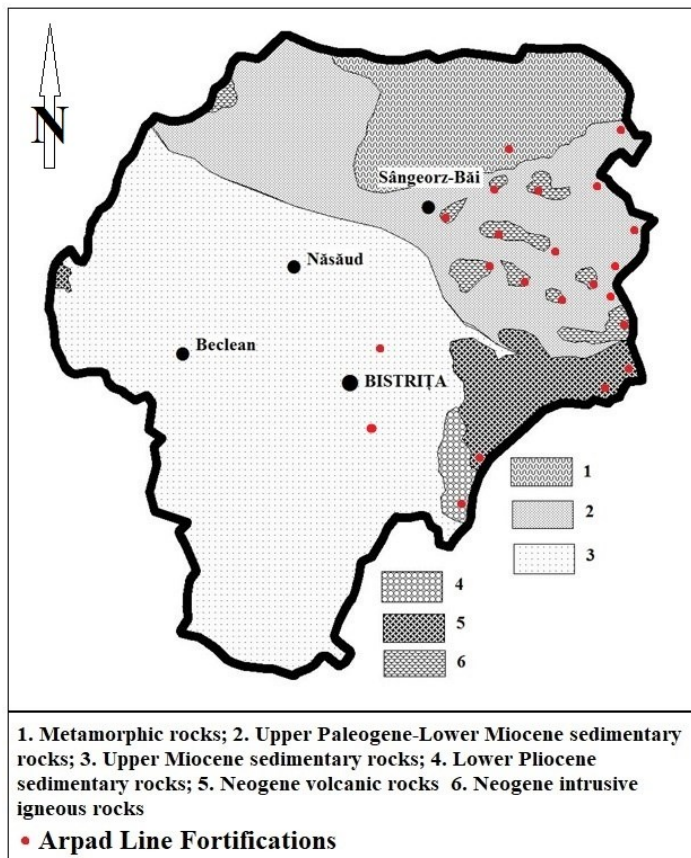 N
Sângeorz-Băi
Năsăud
Beclean
BISTRIȚA
1
2
3
4
5
6
1. Metamorphic rocks; 2. Upper Paleogene-Lower Miocene sedimentary
rocks; 3. Upper Miocene sedimentary rocks; 4. Lower Pliocene
sedimentary rocks; 5. Neogene volcanic rocks 6. Neogene intrusive
igneous rocks
Arpad Line Fortifications